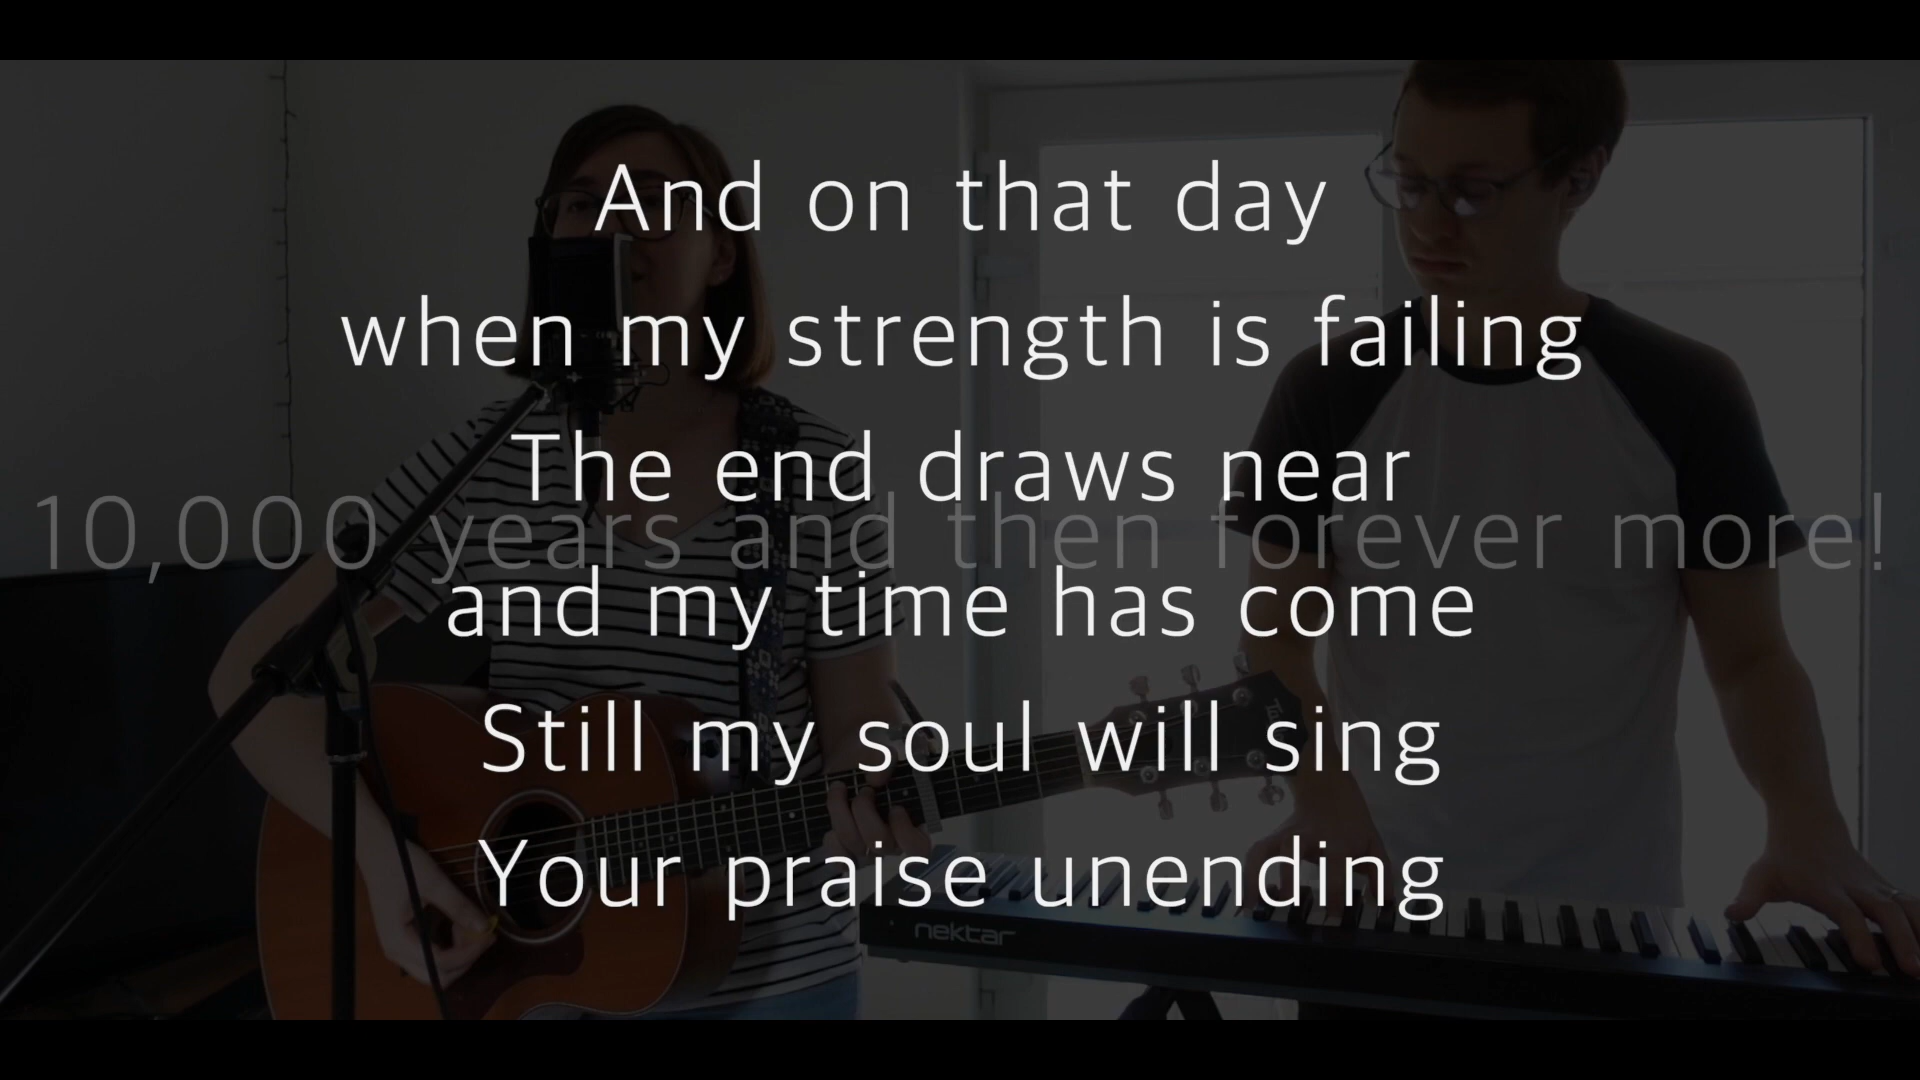 And on that day
when my strength is failing
The end draws near
10,000 years and then forever more!
and my time has come
Still my soul will sing
Your praise unending
nektar